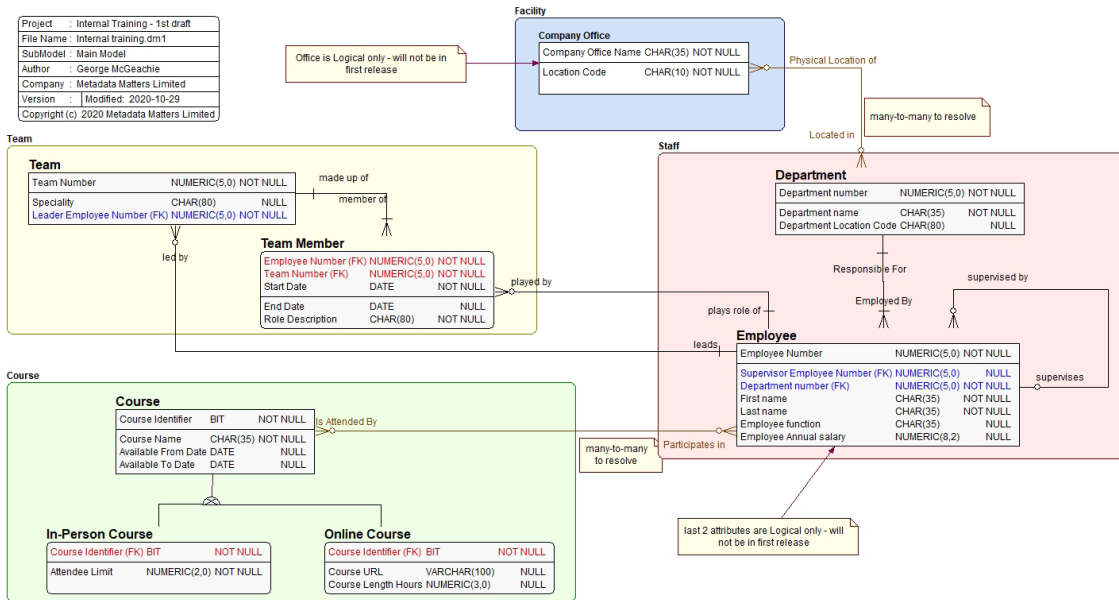 Project : Internal Training - 1st draft
File Name : Internal training.dm1
SubModel : Main Model
Author : George McGeachie
Company : Metadata Matters Limited
Version : Modified: 2020-10-29
Copyright (c) 2020 Metadata Matters Limited
Facility
Company Office
Company Office Name CHAR(35) NOT NULL
Location Code CHAR(10) NOT NULL
Office is Logical only - will not be in
first release
Physical Location of
many-to-many to resolve
Located in
Team
Team
Team Number NUMERIC(5,0) NOT NULL
Speciality CHAR(80) NULL
Leader Employee Number (FK) NUMERIC(5,0) NOT NULL
made up of
member of
led by
Team Member
Employee Number (FK) NUMERIC(5,0) NOT NULL
Team Number (FK) NUMERIC(5,0) NOT NULL
Start Date DATE NOT NULL
End Date DATE NULL
Role Description CHAR(80) NOT NULL
played by
Staff
Department
Department number NUMERIC(5,0) NOT NULL
Department name CHAR(35) NOT NULL
Department Location Code CHAR(80) NULL
Responsible For
supervised by
Employed By
plays role of
leads
Employee
Employee Number NUMERIC(5,0) NOT NULL
Supervisor Employee Number (FK) NUMERIC(5,0) NULL
Department number (FK) NUMERIC(5,0) NOT NULL
First name CHAR(35) NOT NULL
Last name CHAR(35) NOT NULL
Employee function CHAR(35) NULL
Employee Annual salary NUMERIC(8,2) NULL
supervises
Course
Course
Course Identifier BIT NOT NULL
Course Name CHAR(35) NOT NULL
Available From Date DATE NULL
Available To Date DATE NULL
Is Attended By
Participates in
many-to-many
to resolve
In-Person Course
Course Identifier (FK) BIT NOT NULL
Attendee Limit NUMERIC(2,0) NOT NULL
Online Course
Course Identifier (FK) BIT NOT NULL
Course URL VARCHAR(100) NULL
Course Length Hours NUMERIC(3,0) NULL
last 2 attributes are Logical only - will
not be in first release